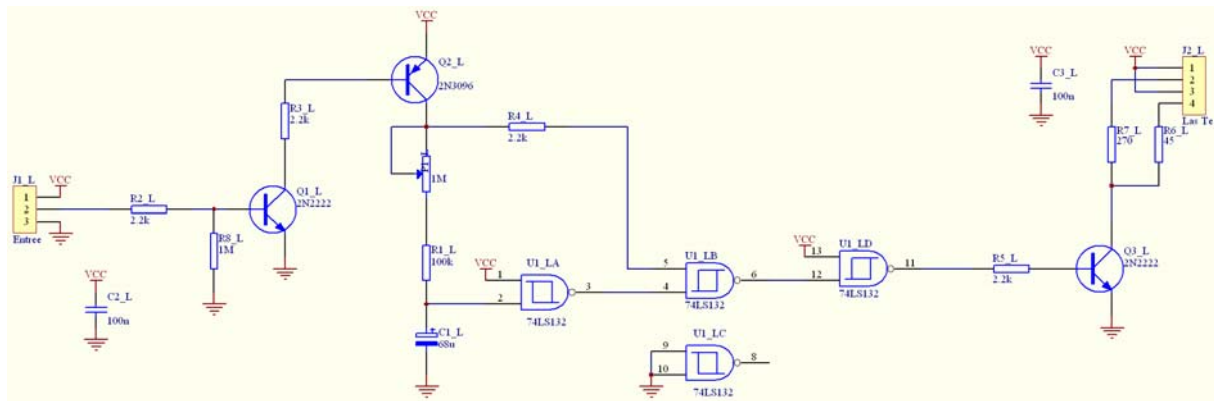 VCC
Q2_L
2N3096
R3_L
2.2k
R4_L
2.2k
1M
J1_L
VCC
1
2
3
Entree
R2_L
2.2k
Q1_L
2N2222
R8_L
1M
VCC
C2_L
100n
R1_L
100k
VCC
U1_LA
1
2
3
74LS132
C1_L
68u
U1_LB
5
4
6
74LS132
U1_LC
9
10
8
74LS132
VCC
U1_LD
13
12
11
74LS132
R5_L
2.2k
Q3_L
2N2222
VCC
C3_L
100n
VCC
J2_L
1
2
3
4
Las Te
R7_L
270
R6_L
45